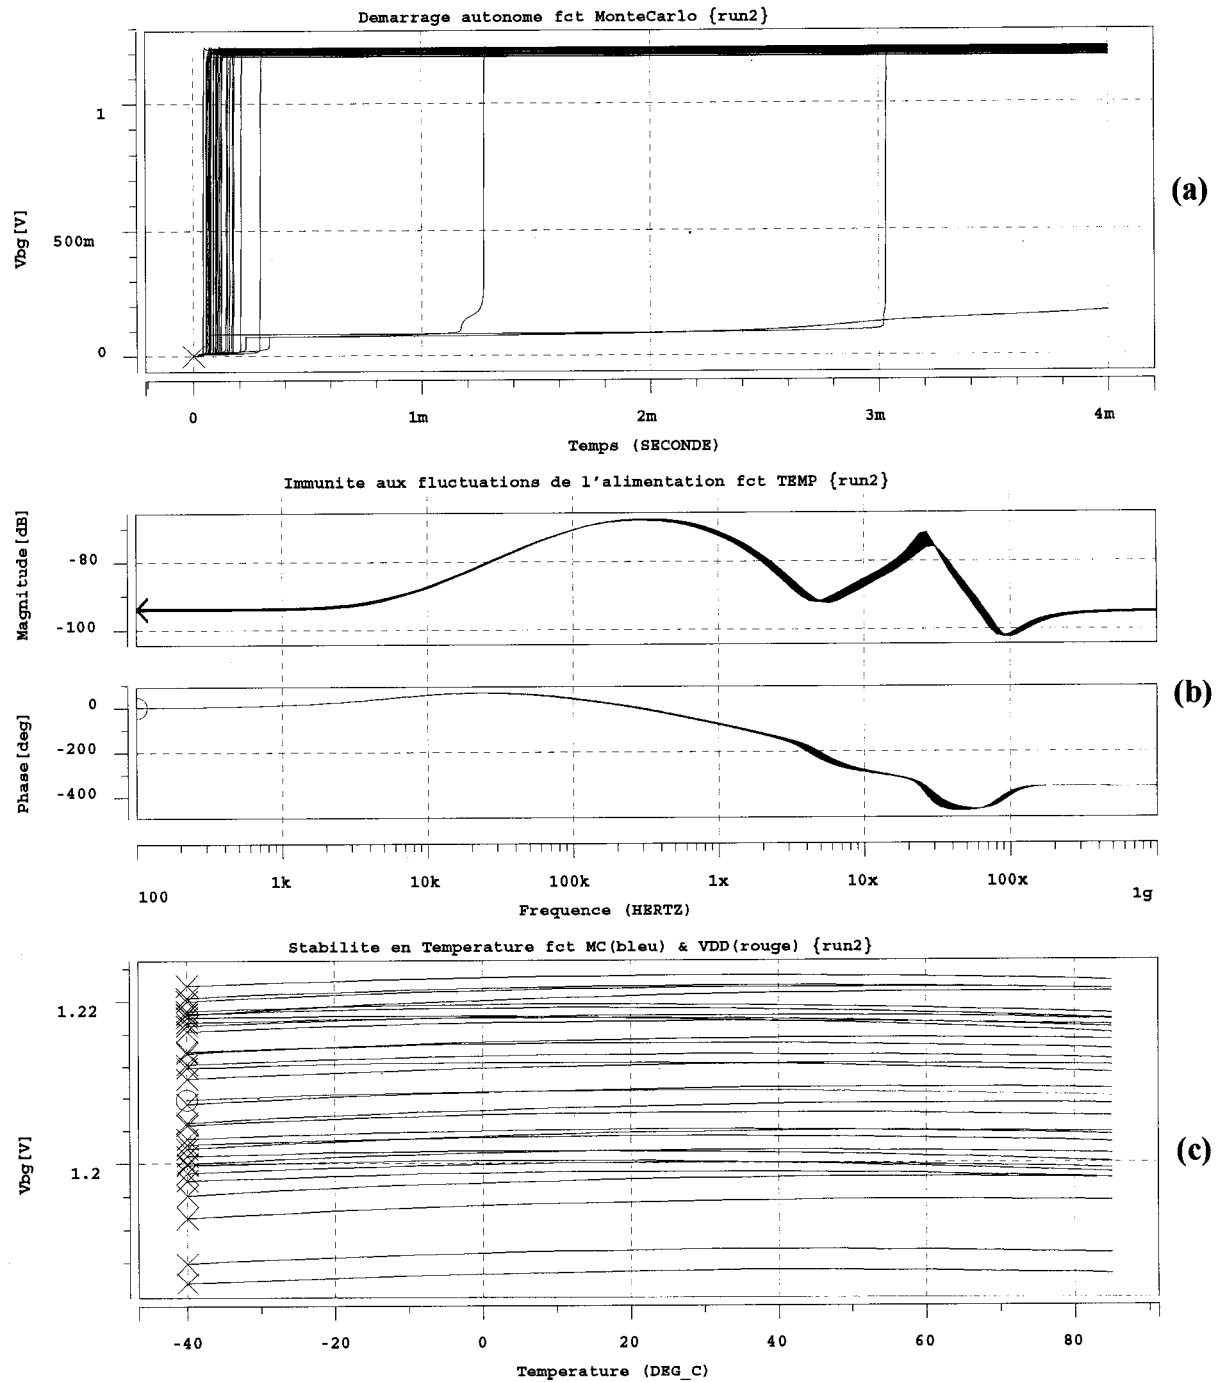 Demarrage autonome fct MonteCarlo {run2}
1
500m
0
Vbg[V]
(a)
0 1m 2m 3m 4m
Temps (SECONDE)
Immunite aux fluctuations de l'alimentation fct TEMP {run2}
-80
-100
Magnitude[dB]
0
-200
-400
Phase[deg]
(b)
100 1k 10k 100k 1x 10x 100x 1g
Frequence (HERTZ)
Stabilite en Temperature fct MC(bleu) & VDD(rouge) {run2}
1.22
1.2
Vbg[V]
(c)
-40 -20 0 20 40 60 80
Temperature (DEG_C)